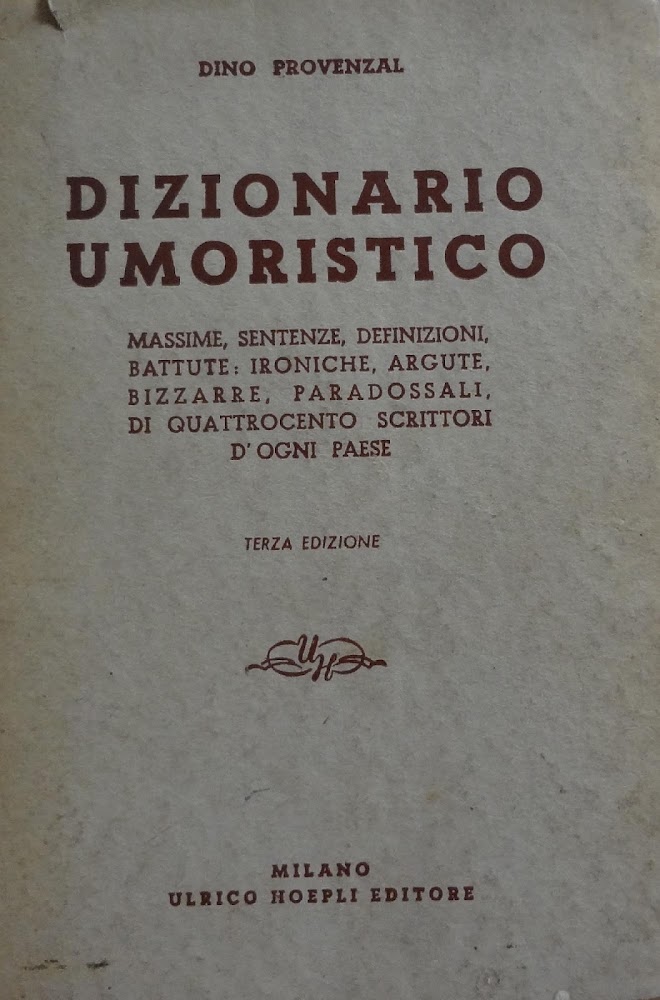 DINO PROVENZAL
DIZIONARIO
UMORISTICO
MASSIME, SENTENZE, DEFINIZIONI,
BATTUTE: IRONICHE, ARGUTE,
BIZZARRE, PARADOSSALI,
DI QUATTROCENTO SCRITTORI
D'OGNI PAESE
TERZA EDIZIONE
UH
MILANO
ULRICO HOEPLI EDITORE